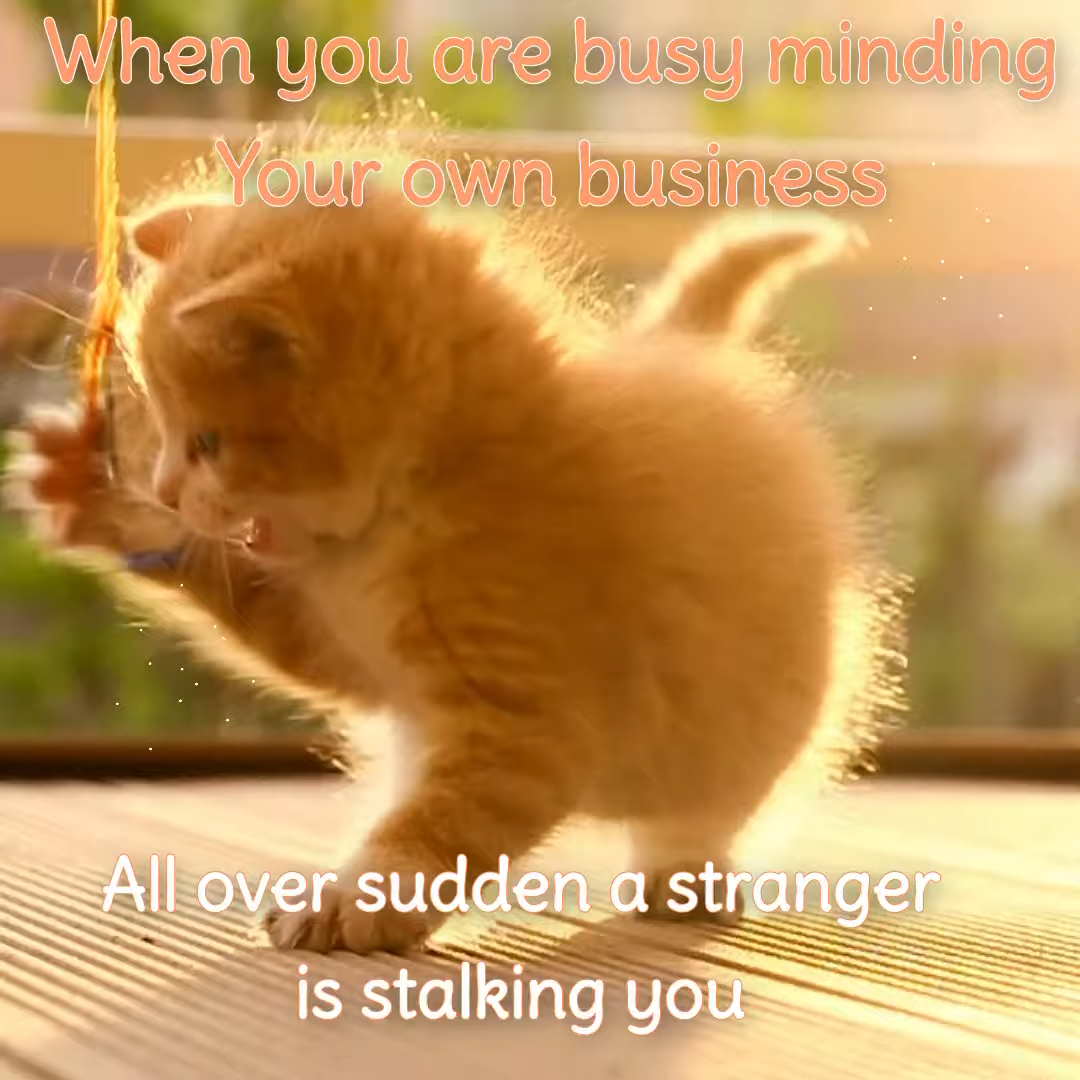 When you are busy minding
Your own business
All over sudden a stranger
is stalking you